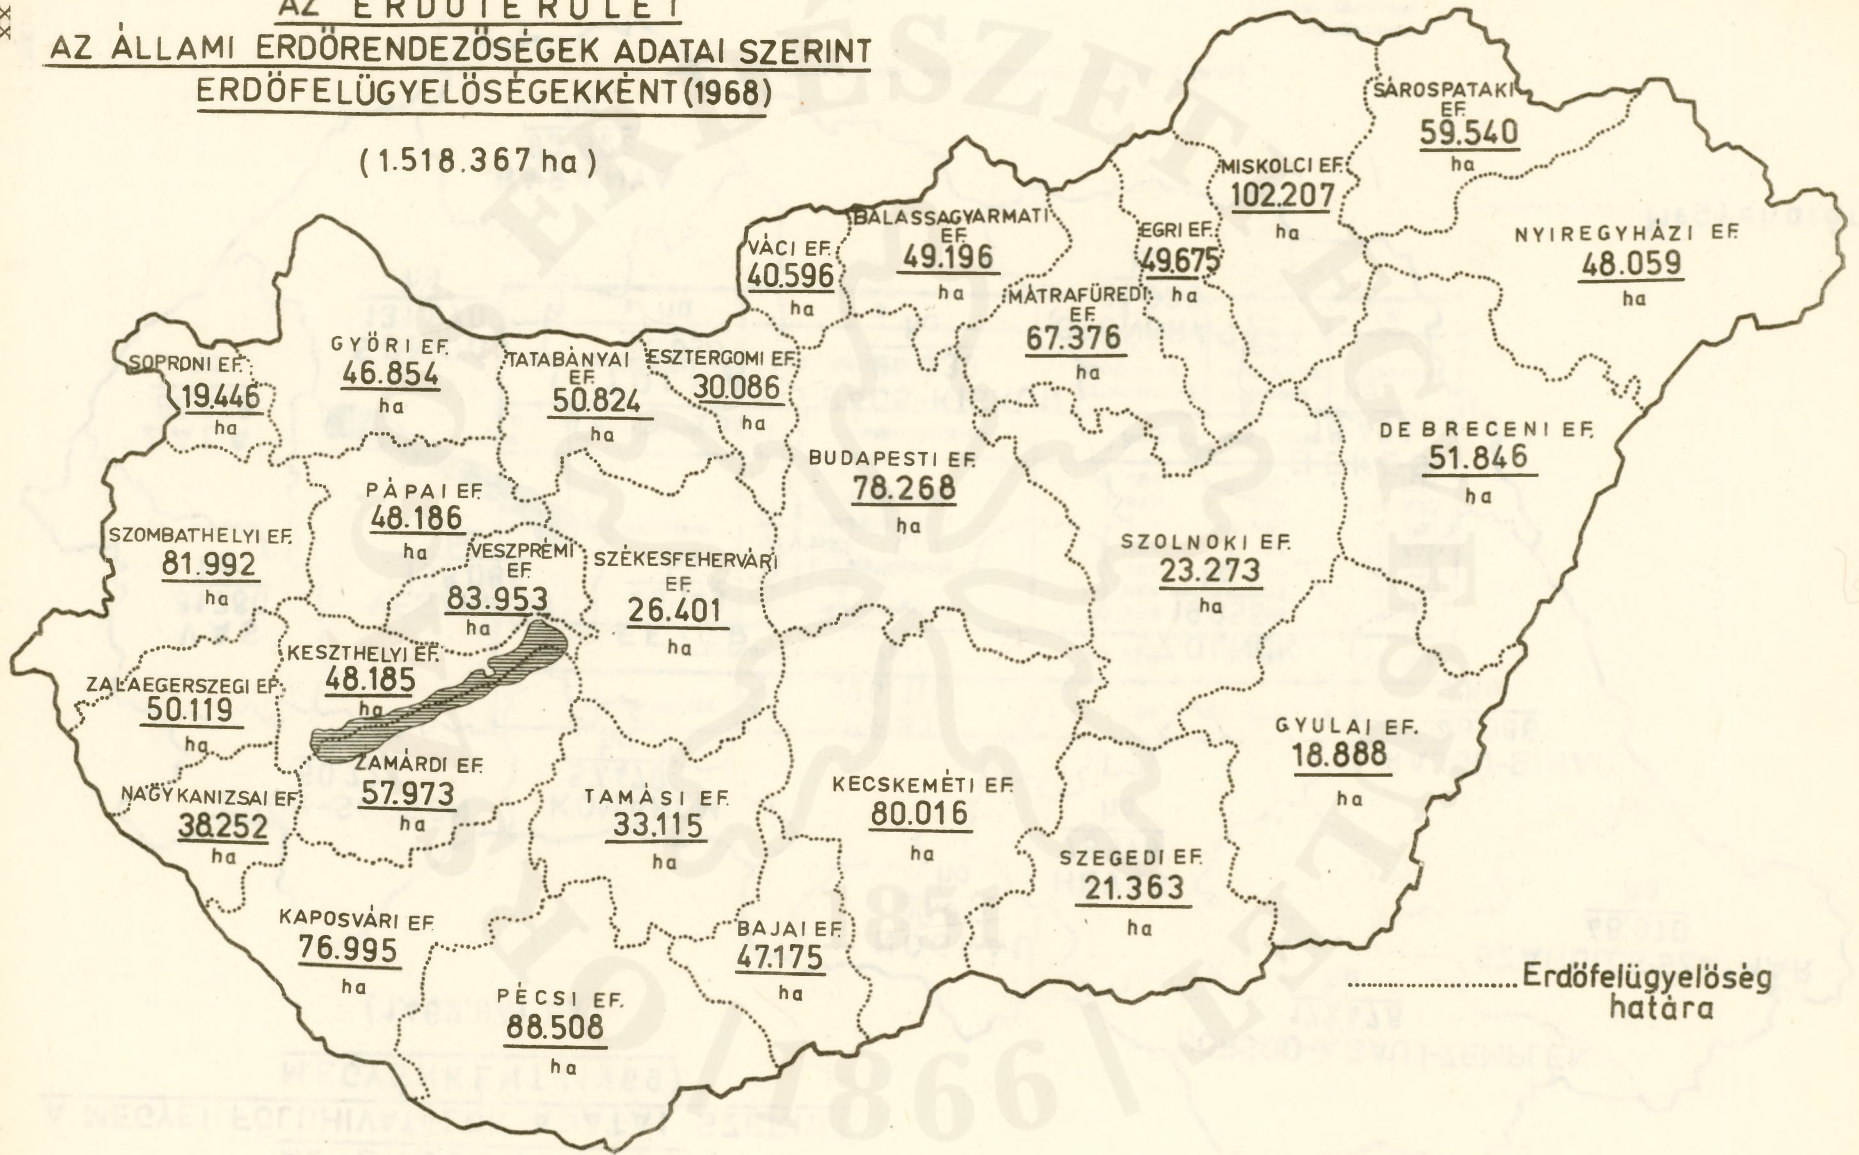 AZ ERDŐTERÜLET
AZ ÁLLAMI ERDŐRENDEZŐSÉGEK ADATAI SZERINT
ERDŐFELÜGYELŐSÉGEKKÉNT (1968)
(1.518.367 ha)
SÁROSPATAKI
EF.
59.540
ha
MISKOLCI EF.
102.207
ha
NYIREGYHÁZI EF.
48.059
ha
EGRI EF.
49.675
ha
BALASSAGYARMATI
EF.
49.196
ha
VÁCI EF.
40.596
ha
MÁTRAFÜREDI
EF.
67.376
ha
SOPRONI EF.
19.446
ha
GYŐRI EF.
46.854
ha
TATABÁNYAI
EF.
50.824
ha
ESZTERGOMI EF.
30.086
ha
DEBRECENI EF.
51.846
ha
BUDAPESTI EF.
78.268
ha
PÁPAI EF.
48.186
ha
SZOMBATHELYI EF.
81.992
ha
VESZPRÉMI
EF.
83.953
ha
SZÉKESFEHERVÁRI
EF.
26.401
ha
SZOLNOKI EF.
23.273
ha
KESZTHELYI EF.
48.185
ha
ZALAEGERSZEGI EF.
50.119
ha
GYULAI EF.
18.888
ha
ZAMÁRDI EF.
57.973
ha
NAGYKANIZSAI EF.
38.252
ha
TAMÁSI EF.
33.115
ha
KECSKEMÉTI EF.
80.016
ha
SZEGEDI EF.
21.363
ha
KAPOSVÁRI EF.
76.995
ha
BAJAI EF.
47.175
ha
PÉCSI EF.
88.508
ha
Erdőfelügyelőség
határa
ORSZÁGOS ERDÉSZETI EGYESÜLET
1851
1866